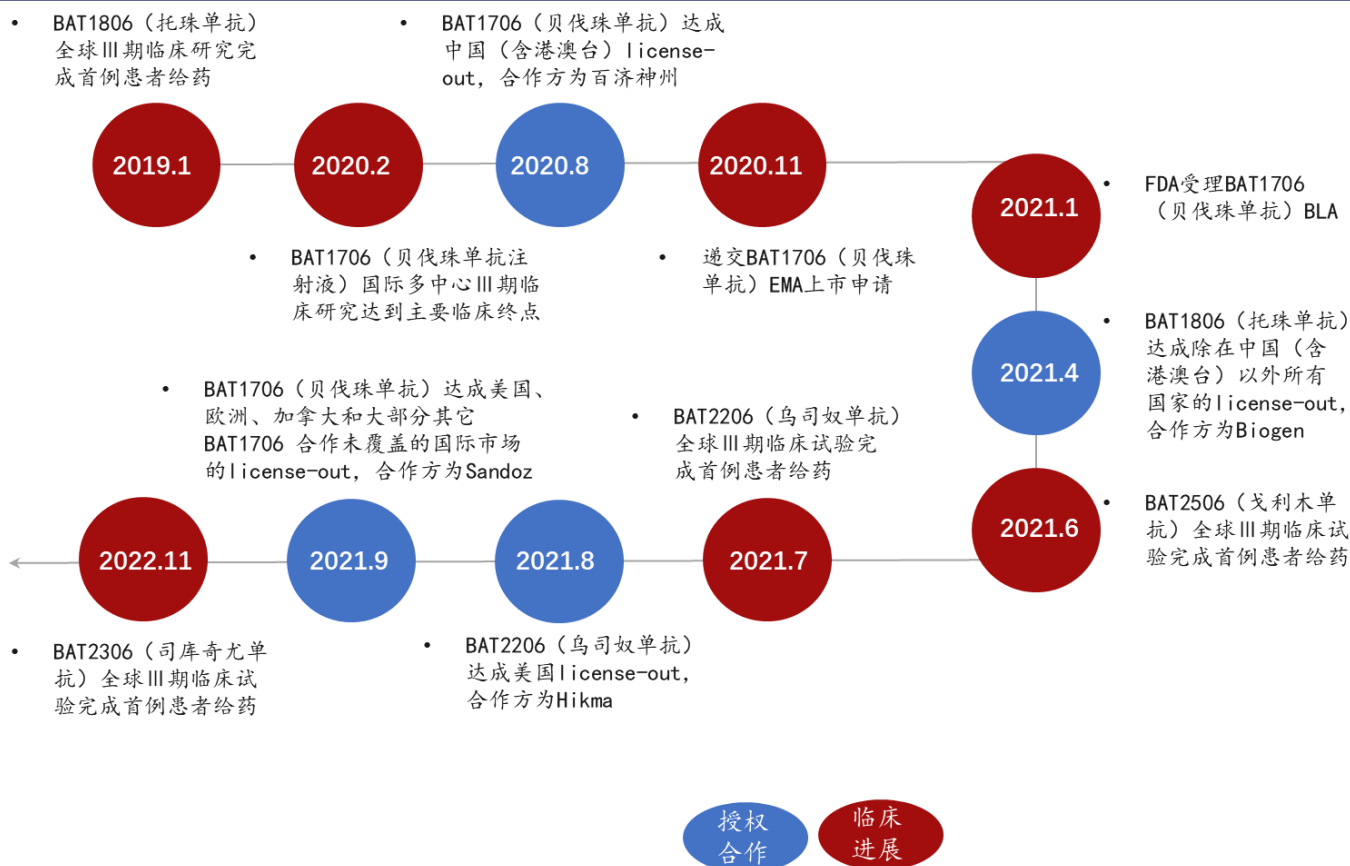 • BAT1806（托珠单抗）
全球Ⅲ期临床研究完
成首例患者给药
• BAT1706（贝伐珠单抗）达成
中国（含港澳台）license-
out，合作方为百济神州
2019.1
2020.2
2020.8
2020.11
2021.1
• FDA受理BAT1706
（贝伐珠单抗）BLA
• BAT1706（贝伐珠单抗注
射液）国际多中心Ⅲ期临
床研究达到主要临床终点
• 递交BAT1706（贝伐珠
单抗）EMA上市申请
2021.4
• BAT1806（托珠单抗）
达成除在中国（含
港澳台）以外所有
国家的license-out，
合作方为Biogen
• BAT1706（贝伐珠单抗）达成美国、
欧洲、加拿大和大部分其它
BAT1706 合作未覆盖的国际市场
的license-out，合作方为Sandoz
• BAT2206（乌司奴单抗）
全球Ⅲ期临床试验完
成首例患者给药
2021.6
• BAT2506（戈利木单
抗）全球Ⅲ期临床试
验完成首例患者给药
2022.11
2021.9
2021.8
2021.7
• BAT2306（司库奇尤单
抗）全球Ⅲ期临床试
验完成首例患者给药
• BAT2206（乌司奴单抗）
达成美国license-out，
合作方为Hikma
授权
合作
临床
进展